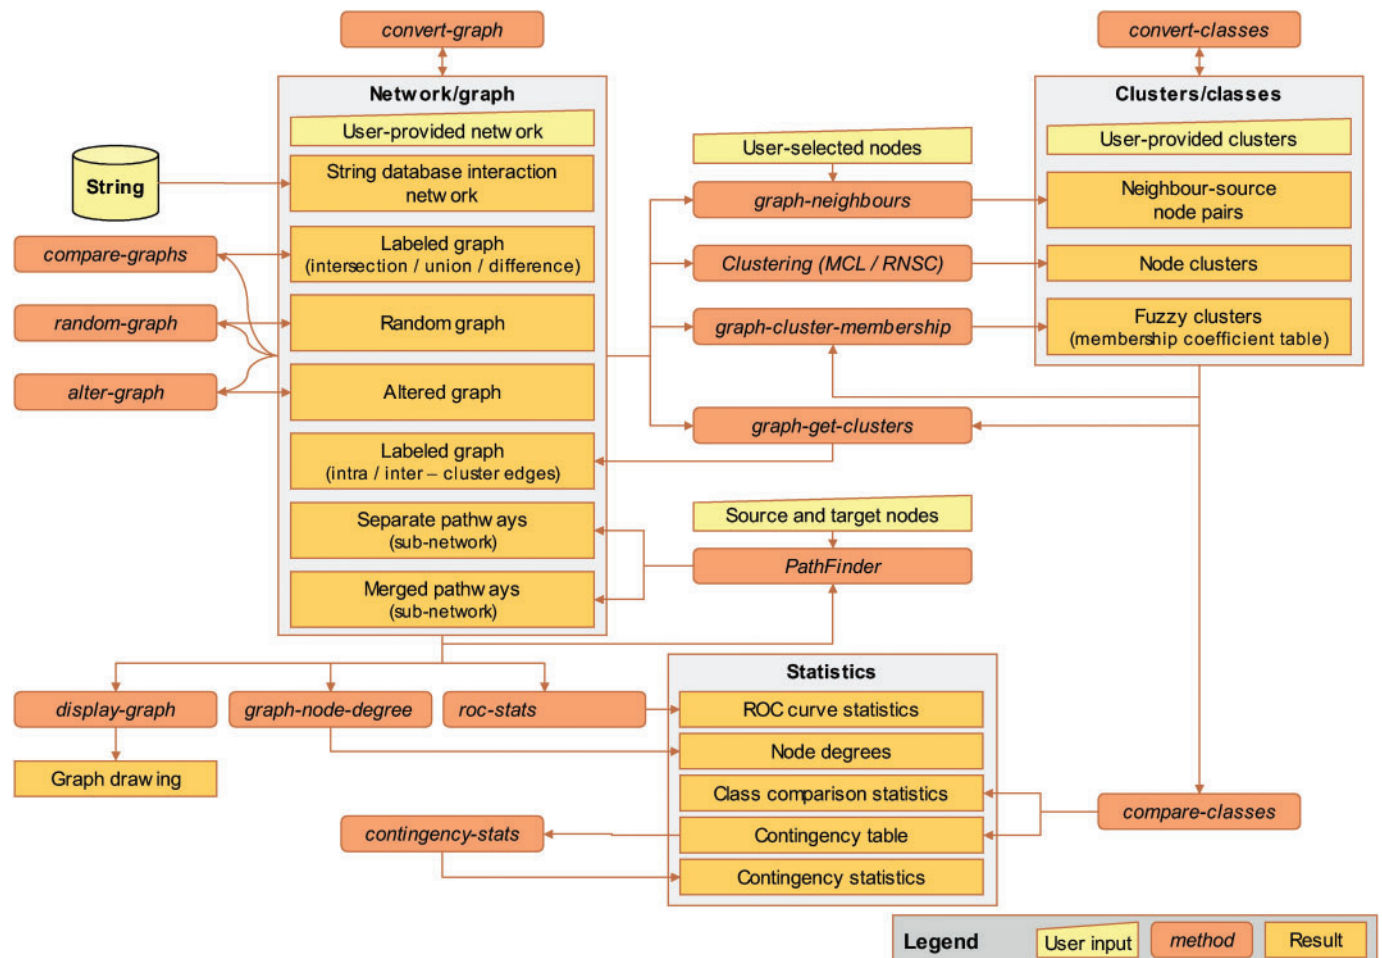 convert-graph
convert-classes
Network/graph
User-provided network
String database interaction
network
Labeled graph
(intersection / union / difference)
Random graph
Altered graph
Labeled graph
(intra / inter – cluster edges)
Separate pathways
(sub-network)
Merged pathways
(sub-network)
String
compare-graphs
random-graph
alter-graph
User-selected nodes
graph-neighbours
Clustering (MCL / RNSC)
graph-cluster-membership
graph-get-clusters
Source and target nodes
PathFinder
Clusters/classes
User-provided clusters
Neighbour-source
node pairs
Node clusters
Fuzzy clusters
(membership coefficient table)
display-graph
graph-node-degree
roc-stats
Graph drawing
Statistics
ROC curve statistics
Node degrees
Class comparison statistics
Contingency table
Contingency statistics
contingency-stats
compare-classes
Legend
User input
method
Result